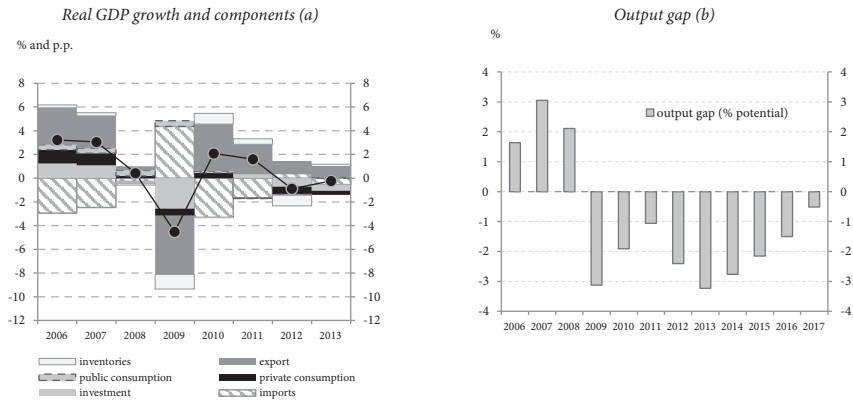 Real GDP growth and components (a)
Output gap (b)
% and p.p.
%
8 8
6 6
4 4
2 2
0 0
-2 -2
-4 -4
-6 -6
-8 -8
-10 -10
-12 -12
2006 2007 2008 2009 2010 2011 2012 2013
inventories export
public consumption private consumption
investment imports
4 4
3 3
output gap (% potential)
2 2
1 1
0 0
-1 -1
-2 -2
-3 -3
-4 -4
2006 2007 2008 2009 2010 2011 2012 2013 2014 2015 2016 2017